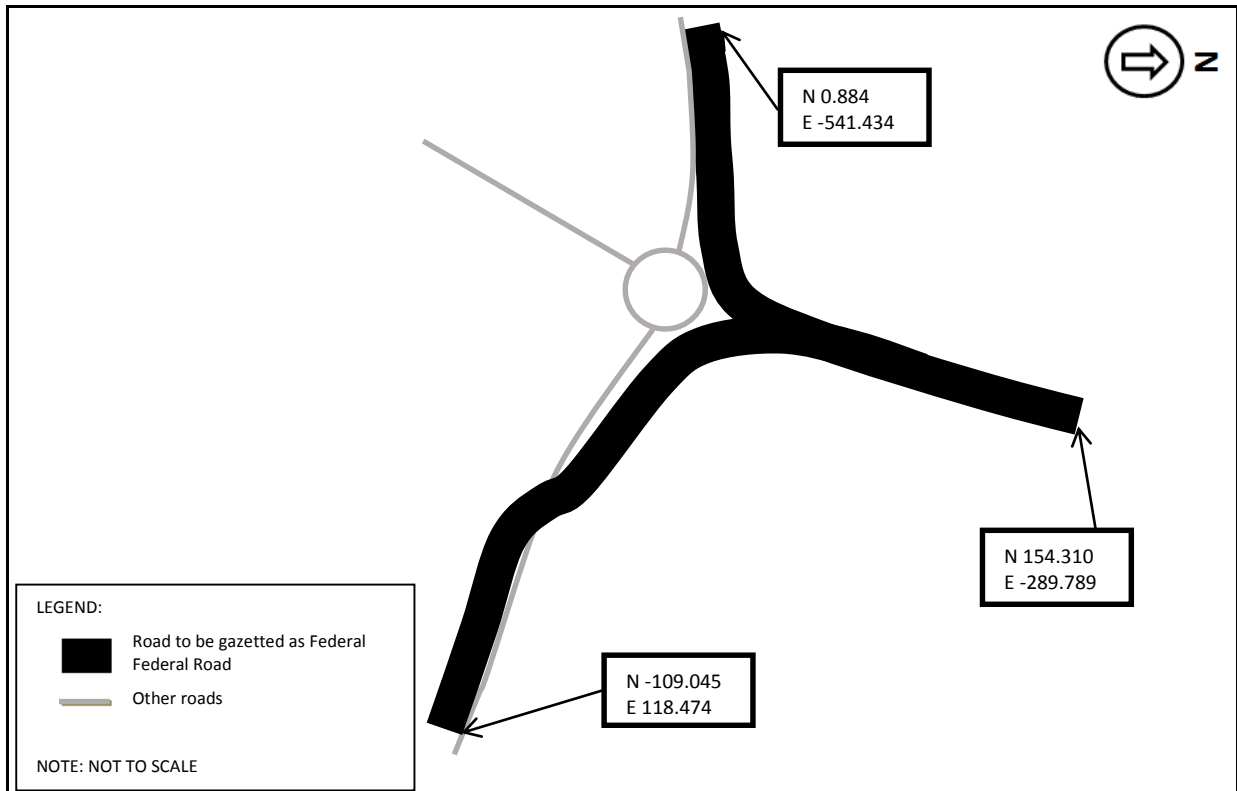 N
N 0.884
E -541.434
N 154.310
E -289.789
LEGEND:
Road to be gazetted as Federal
Federal Road
Other roads
NOTE: NOT TO SCALE
N -109.045
E 118.474